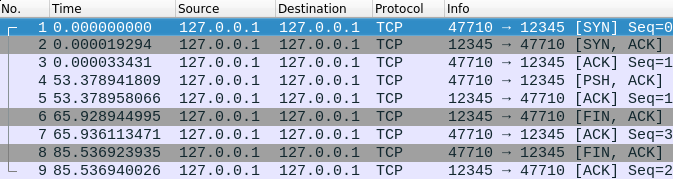 No. Time Source Destination Protocol Info
1 0.000000000 127.0.0.1 127.0.0.1 TCP 47710 → 12345 [SYN] Seq=0
2 0.000019294 127.0.0.1 127.0.0.1 TCP 12345 → 47710 [SYN, ACK]
3 0.000033431 127.0.0.1 127.0.0.1 TCP 47710 → 12345 [ACK] Seq=1
4 53.378941809 127.0.0.1 127.0.0.1 TCP 47710 → 12345 [PSH, ACK]
5 53.378958066 127.0.0.1 127.0.0.1 TCP 12345 → 47710 [ACK] Seq=1
6 65.928944995 127.0.0.1 127.0.0.1 TCP 12345 → 47710 [FIN, ACK]
7 65.936113471 127.0.0.1 127.0.0.1 TCP 47710 → 12345 [ACK] Seq=3
8 85.536923935 127.0.0.1 127.0.0.1 TCP 47710 → 12345 [FIN, ACK]
9 85.536940026 127.0.0.1 127.0.0.1 TCP 12345 → 47710 [ACK] Seq=2